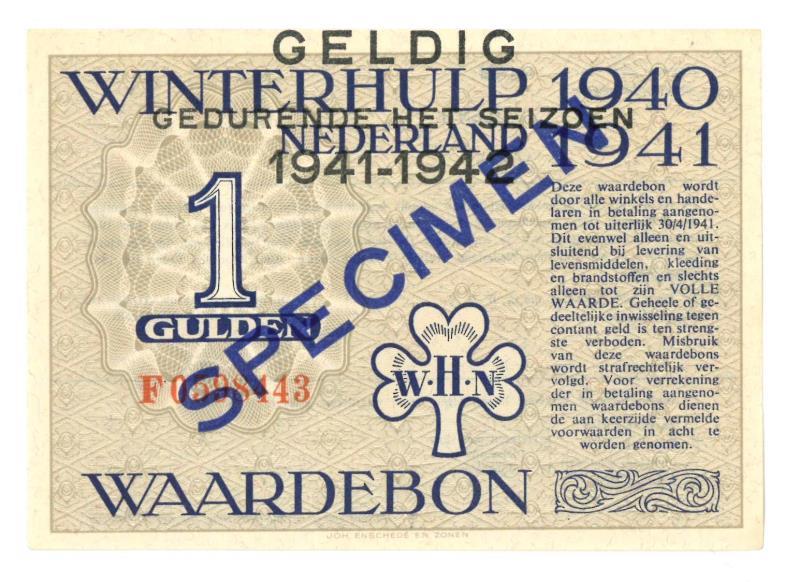 GELDIG
WINTERHULP 1940
GEDURENDE HET SEIZOEN
NEDERLAND 1941
1941-1942
SPECIMEN
1
GULDEN
F 0598443
W·H·N
Deze waardebon wordt
door alle winkels en hande-
laren in betaling aangeno-
men tot uiterlijk 30/4/1941.
Dit evenwel alleen en uit-
sluitend bij levering van
levensmiddelen, kleeding
en brandstoffen en slechts
alleen tot zijn VOLLE
WAARDE. Geheele of ge-
deeltelijke inwisseling tegen
contant geld is ten streng-
ste verboden. Misbruik
van deze waardebons
wordt strafrechtelijk ver-
volgd. Voor verrekening
der in betaling aangeno-
men waardebons dienen
de aan keerzijde vermelde
voorwaarden in acht te
worden genomen.
WAARDEBON
JOH. ENSCHEDÉ EN ZONEN